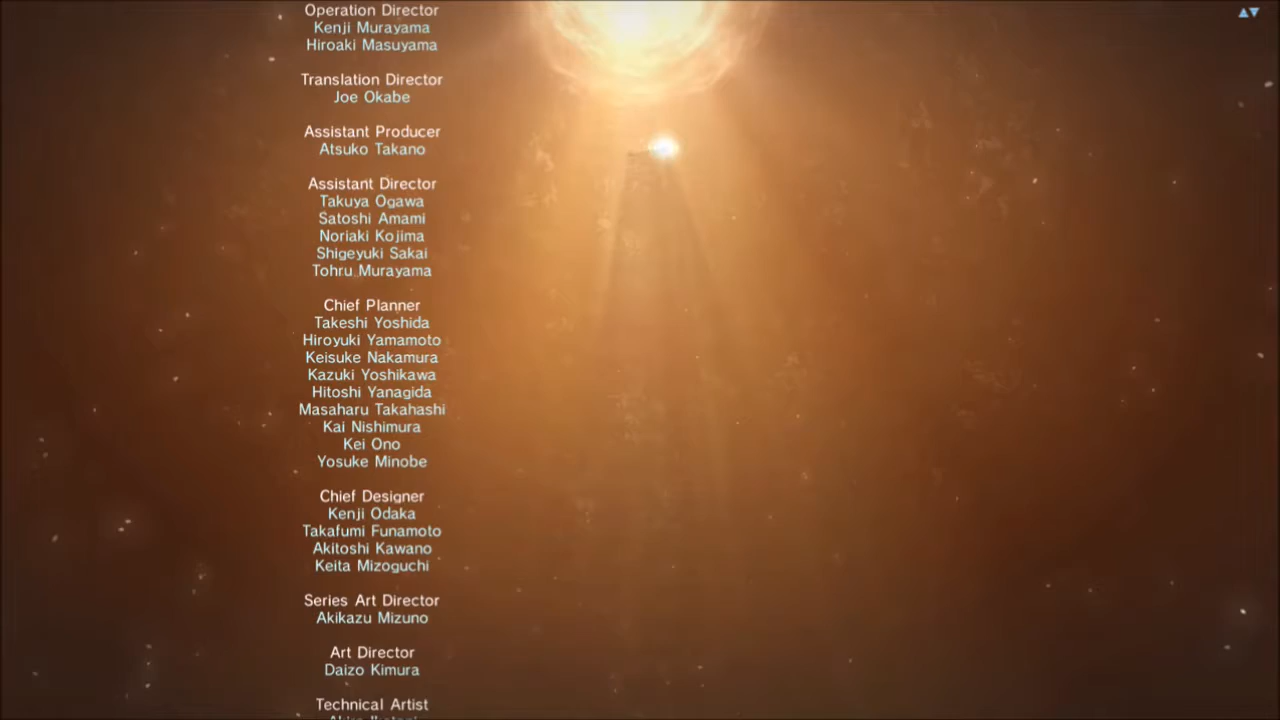 Operation Director
Kenji Murayama
Hiroaki Masuyama
Translation Director
Joe Okabe
Assistant Producer
Atsuko Takano
Assistant Director
Takuya Ogawa
Satoshi Amami
Noriaki Kojima
Shigeyuki Sakai
Tohru Murayama
Chief Planner
Takeshi Yoshida
Hiroyuki Yamamoto
Keisuke Nakamura
Kazuki Yoshikawa
Hitoshi Yanagida
Masaharu Takahashi
Kai Nishimura
Kei Ono
Yosuke Minobe
Chief Designer
Kenji Odaka
Takafumi Funamoto
Akitoshi Kawano
Keita Mizoguchi
Series Art Director
Akikazu Mizuno
Art Director
Daizo Kimura
Technical Artist